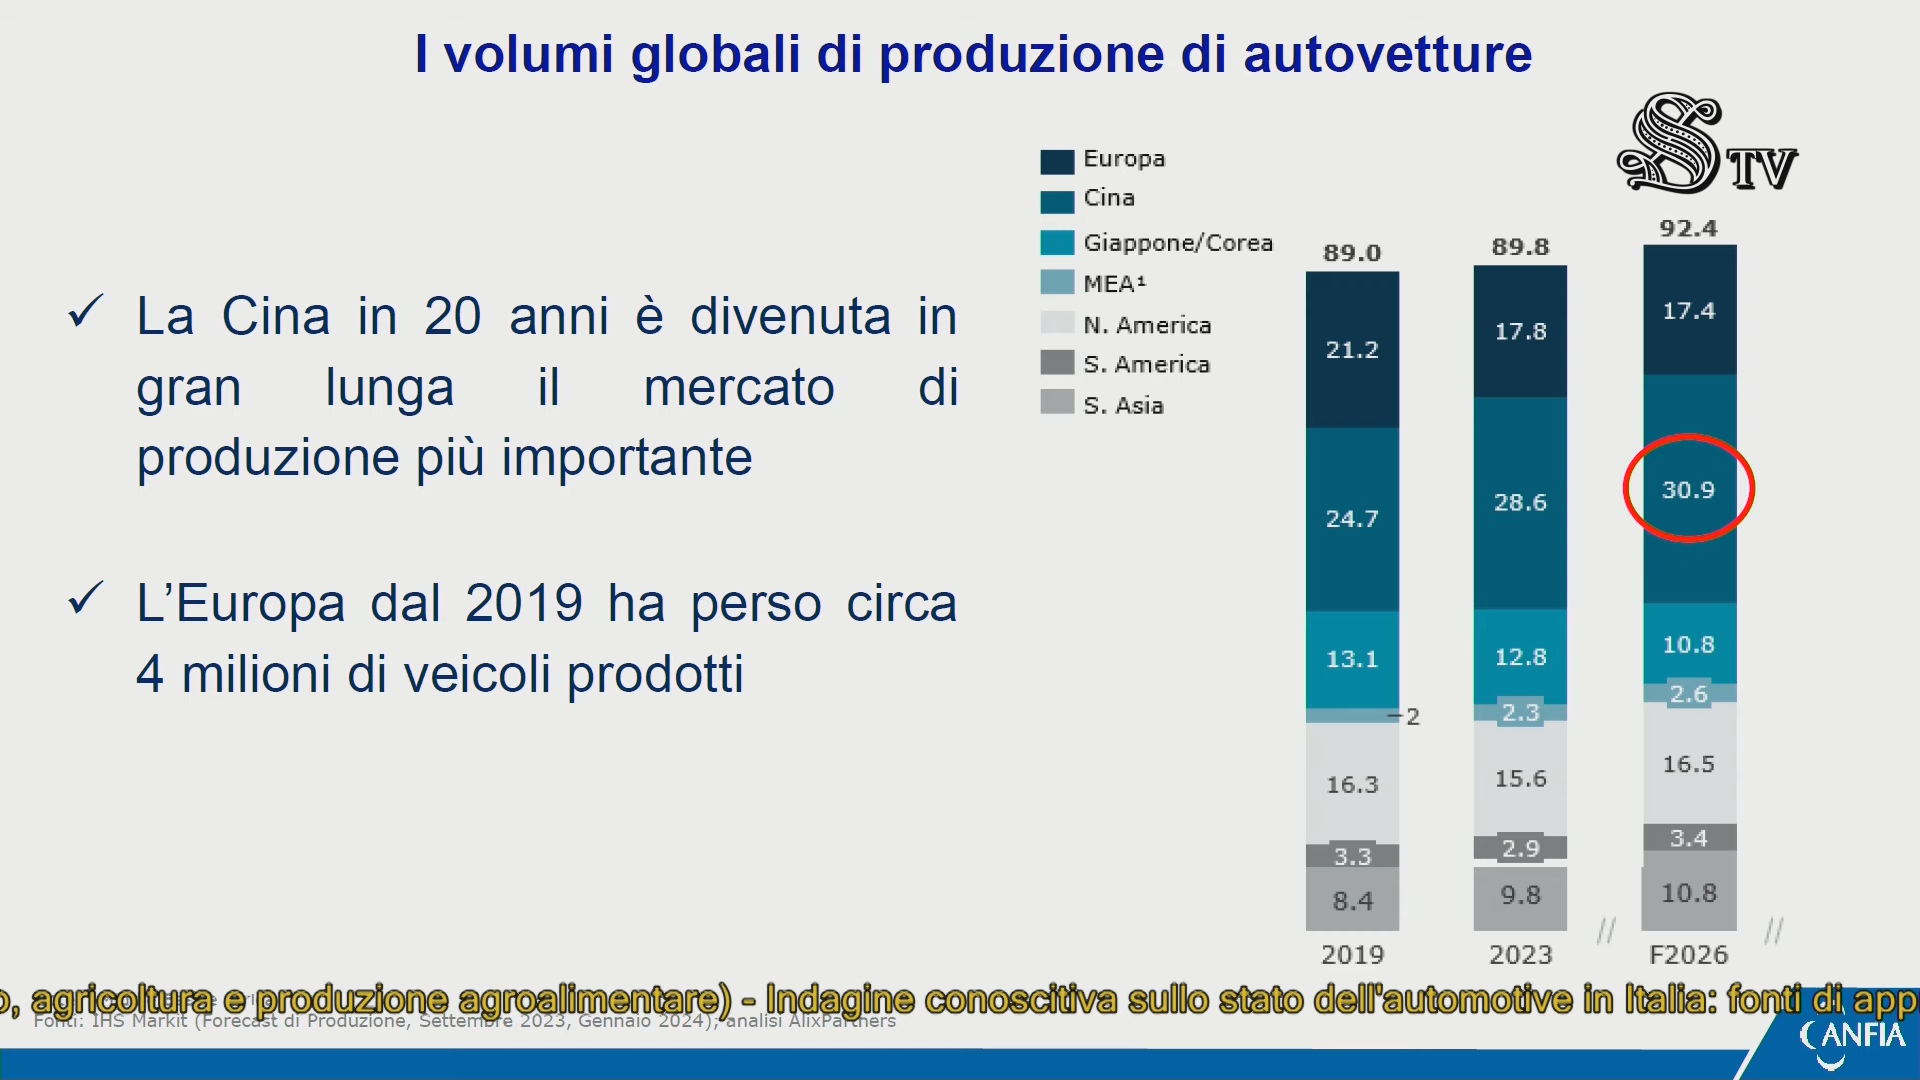 I volumi globali di produzione di autovetture
S TV
✓ La Cina in 20 anni è divenuta in
gran lunga il mercato di
produzione più importante
✓ L'Europa dal 2019 ha perso circa
4 milioni di veicoli prodotti
Europa
Cina
Giappone/Corea
MEA¹
N. America
S. America
S. Asia
89.0
21.2
24.7
13.1
2
16.3
3.3
8.4
2019
89.8
17.8
28.6
12.8
2.3
15.6
2.9
9.8
2023
//
92.4
17.4
30.9
10.8
2.6
16.5
3.4
10.8
F2026
//
o, agricoltura e produzione agroalimentare) - Indagine conoscitiva sullo stato dell'automotive in Italia: fonti di app
Fonti: IHS Markit (Forecast di Produzione, Settembre 2023, Gennaio 2024); analisi AlixPartners
ANFIA